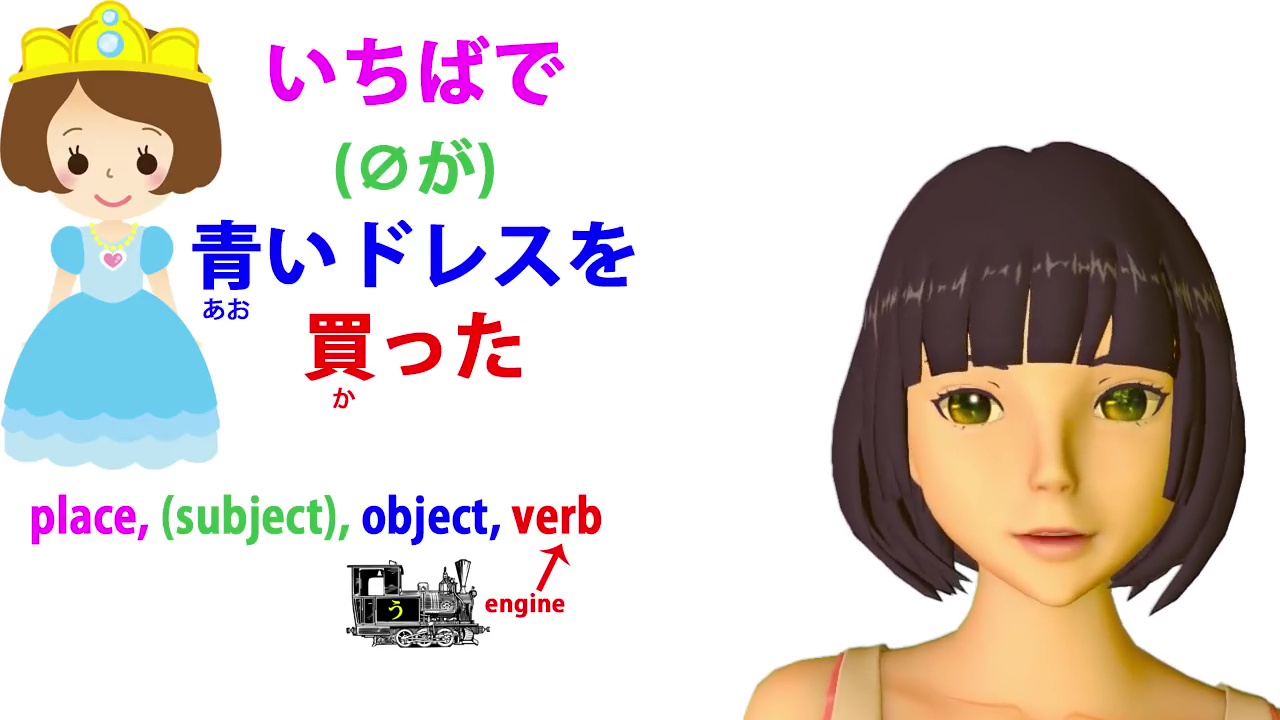 いちばで
(∅が)
青いドレスを
あお
買った
か
place, (subject), object, verb
engine
う